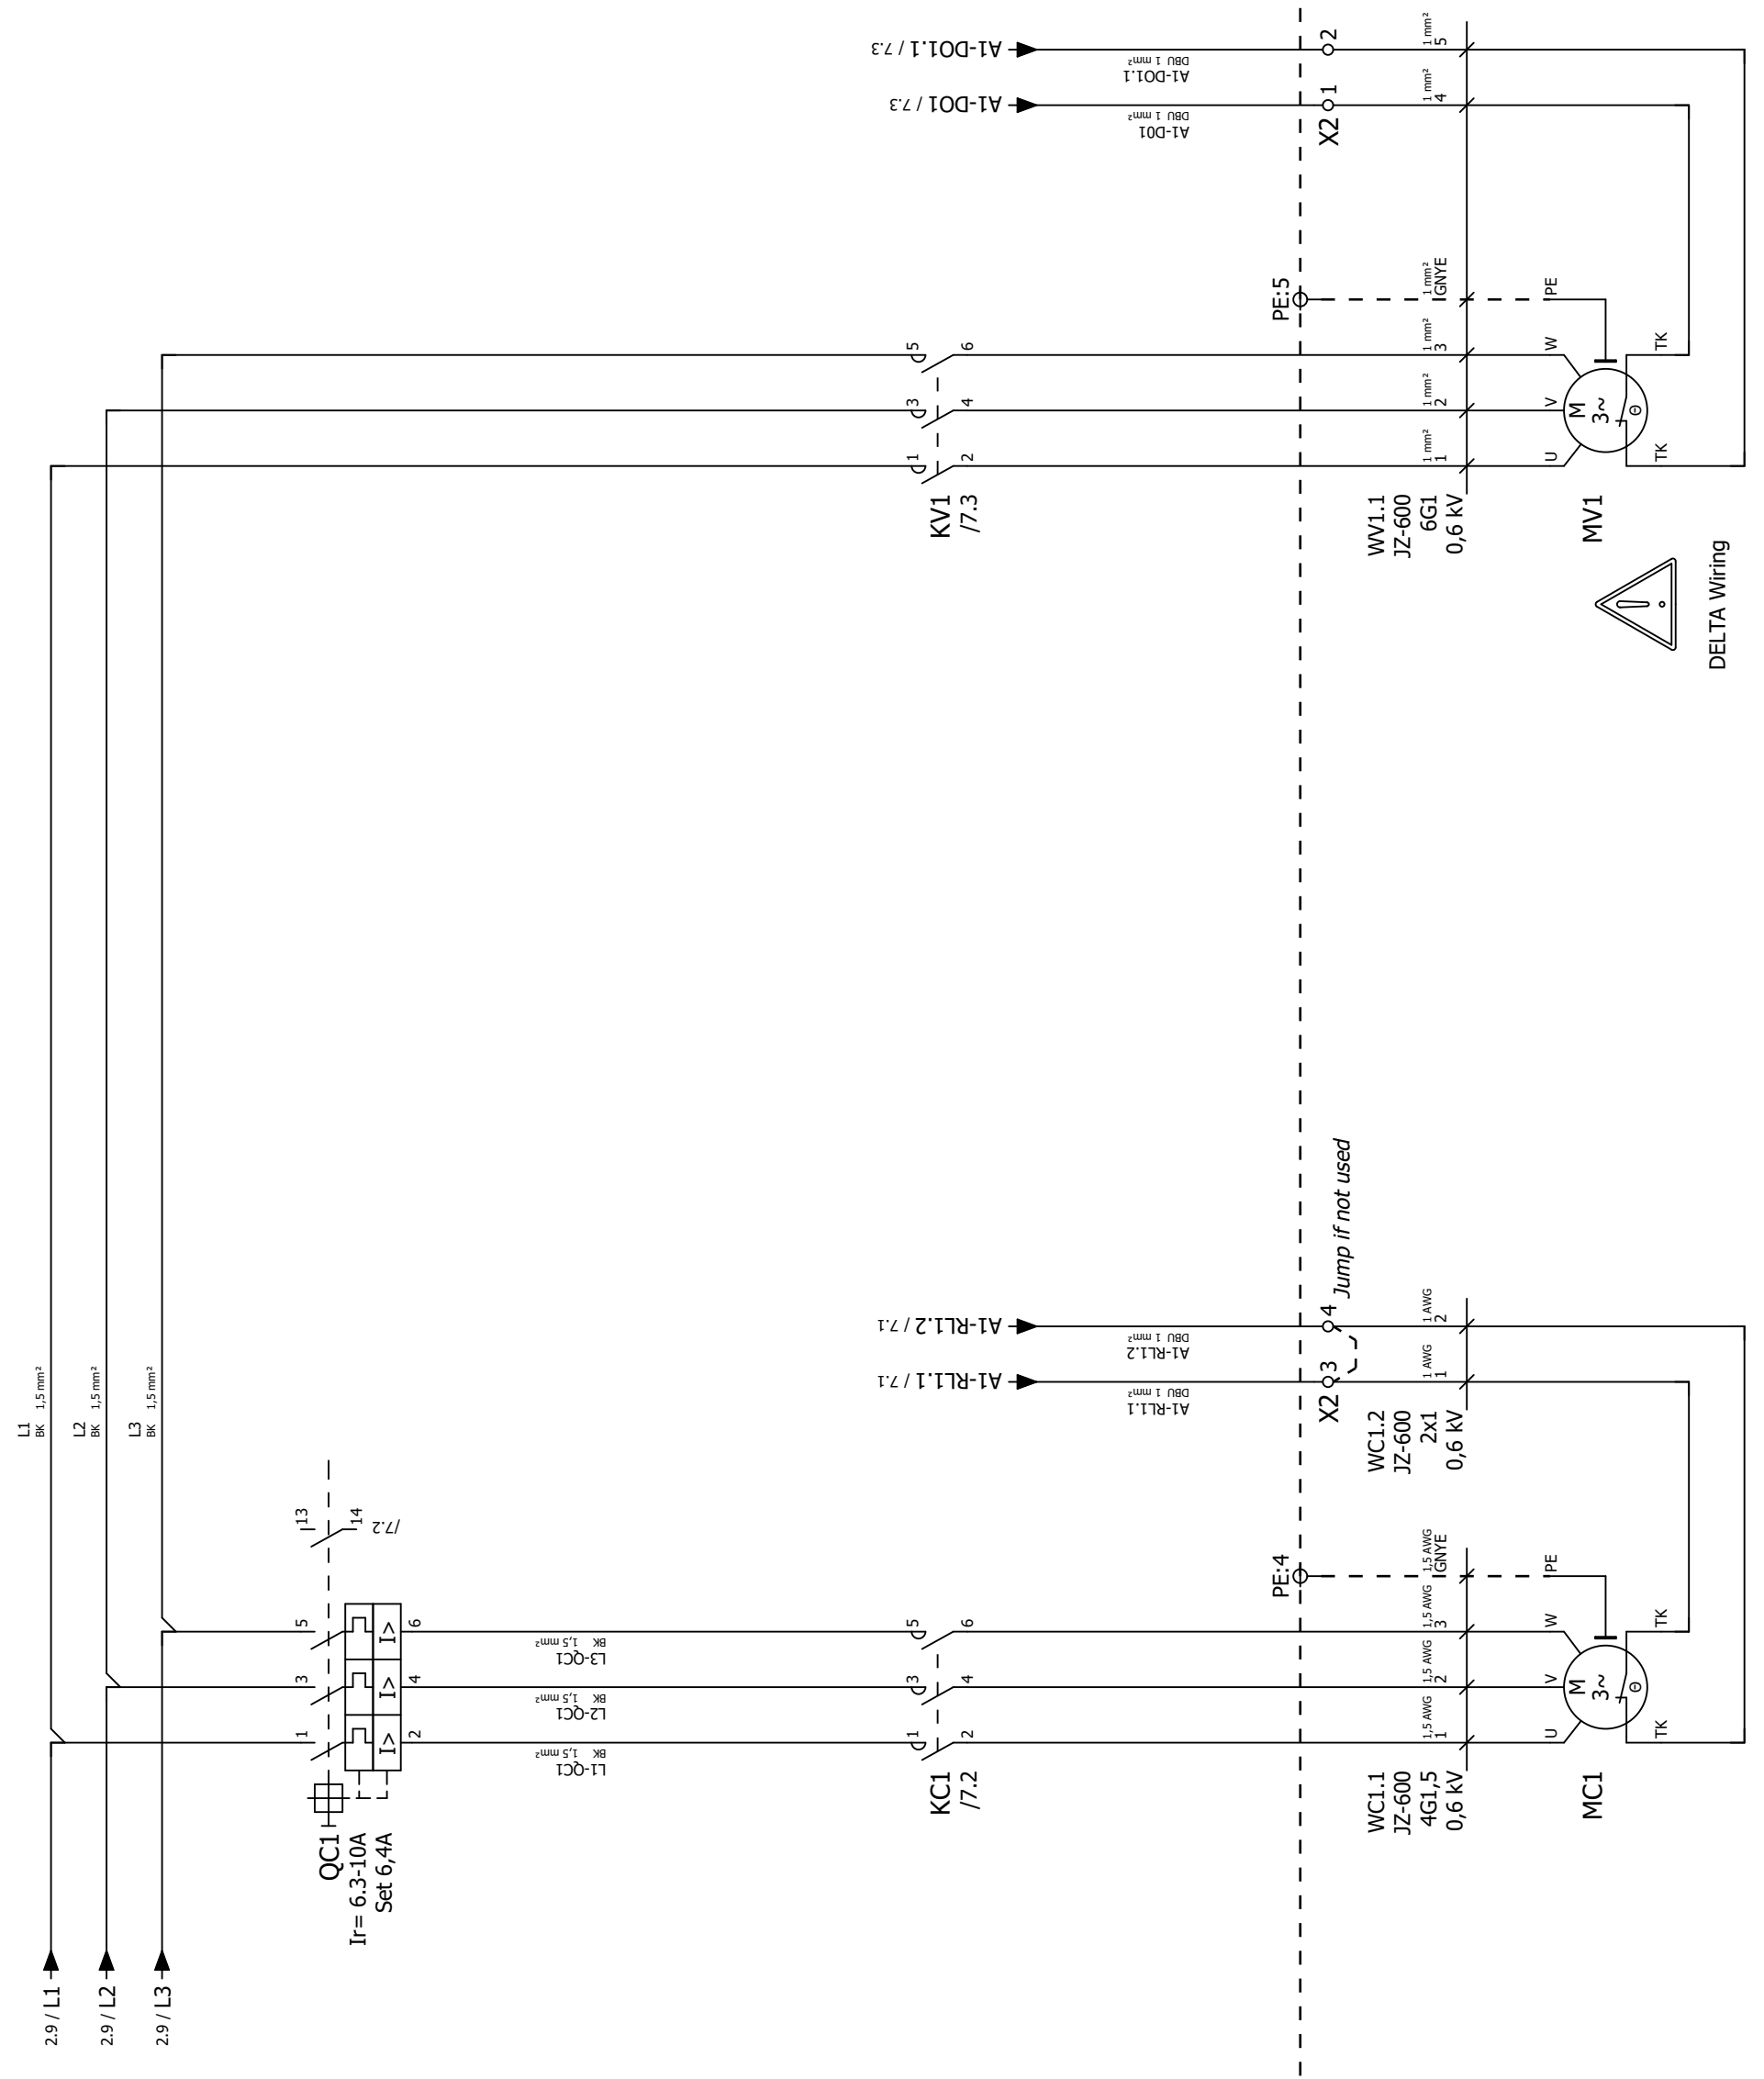 2.9 / L1
2.9 / L2
2.9 / L3
L1
BK 1,5 mm²
L2
BK 1,5 mm²
L3
BK 1,5 mm²
QC1
Ir= 6.3-10A
Set 6,4A
1
3
5
13
14
/7.2
I>
I>
I>
2
4
6
L1-QC1
BK 1,5 mm²
L2-QC1
BK 1,5 mm²
L3-QC1
BK 1,5 mm²
KC1
/7.2
1
2
3
4
5
6
A1-RL1.1 / 7.1
A1-RL1.1
DBU 1 mm²
A1-RL1.2 / 7.1
A1-RL1.2
DBU 1 mm²
KV1
/7.3
1
2
3
4
5
6
A1-DO1 / 7.3
A1-D01
DBU 1 mm²
A1-DO1.1 / 7.3
A1-DO1.1
DBU 1 mm²
PE:4
X2
3
4
Jump if not used
PE:5
X2
1
2
WC1.1
JZ-600
4G1,5
0,6 kV
1,5 AWG
1
1,5 AWG
2
1,5 AWG
3
1,5 AWG
GNYE
WC1.2
JZ-600
2x1
0,6 kV
1 AWG
1
1 AWG
2
WV1.1
JZ-600
6G1
0,6 kV
1 mm²
1
1 mm²
2
1 mm²
3
1 mm²
GNYE
1 mm²
4
1 mm²
5
MC1
U
V
W
PE
M
3~
Θ
TK
TK
MV1
U
V
W
PE
M
3~
Θ
TK
TK
DELTA Wiring